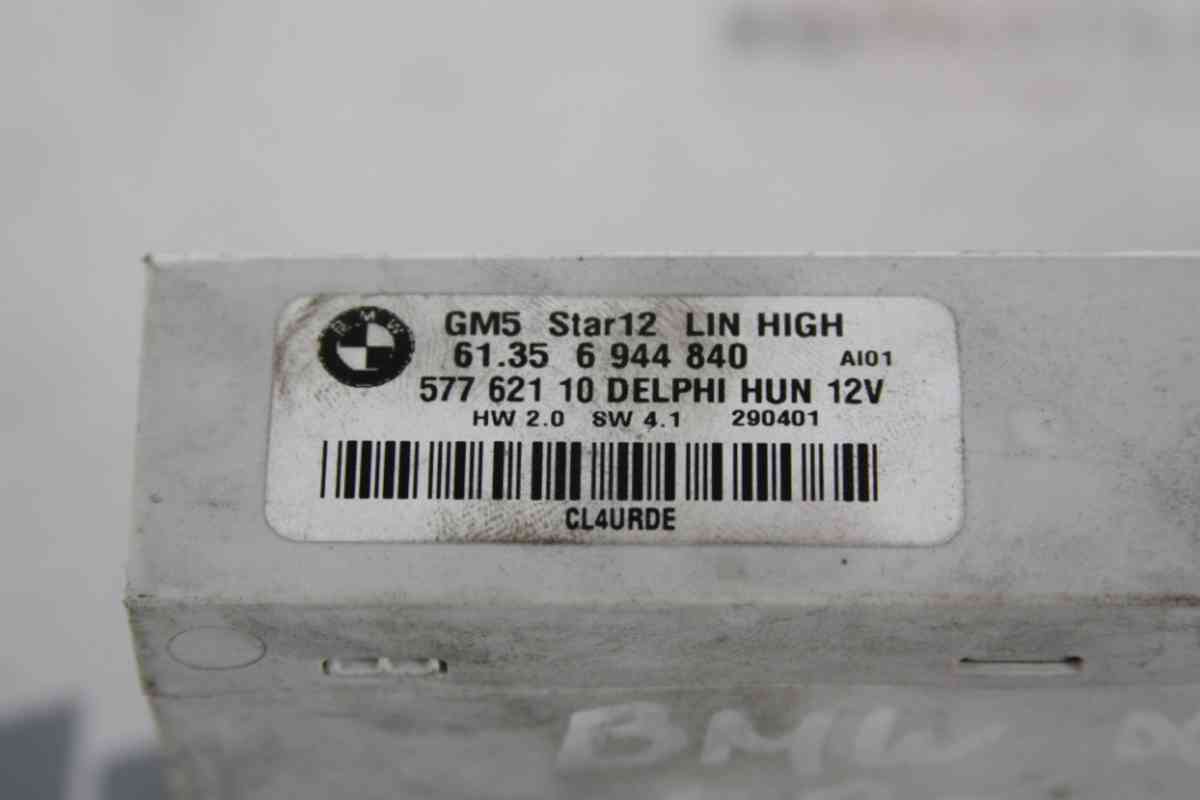 BMW
GM5 Star12 LIN HIGH
61.35 6 944 840 AI01
577 621 10 DELPHI HUN 12V
HW 2.0 SW 4.1 290401
CL4URDE
BMW